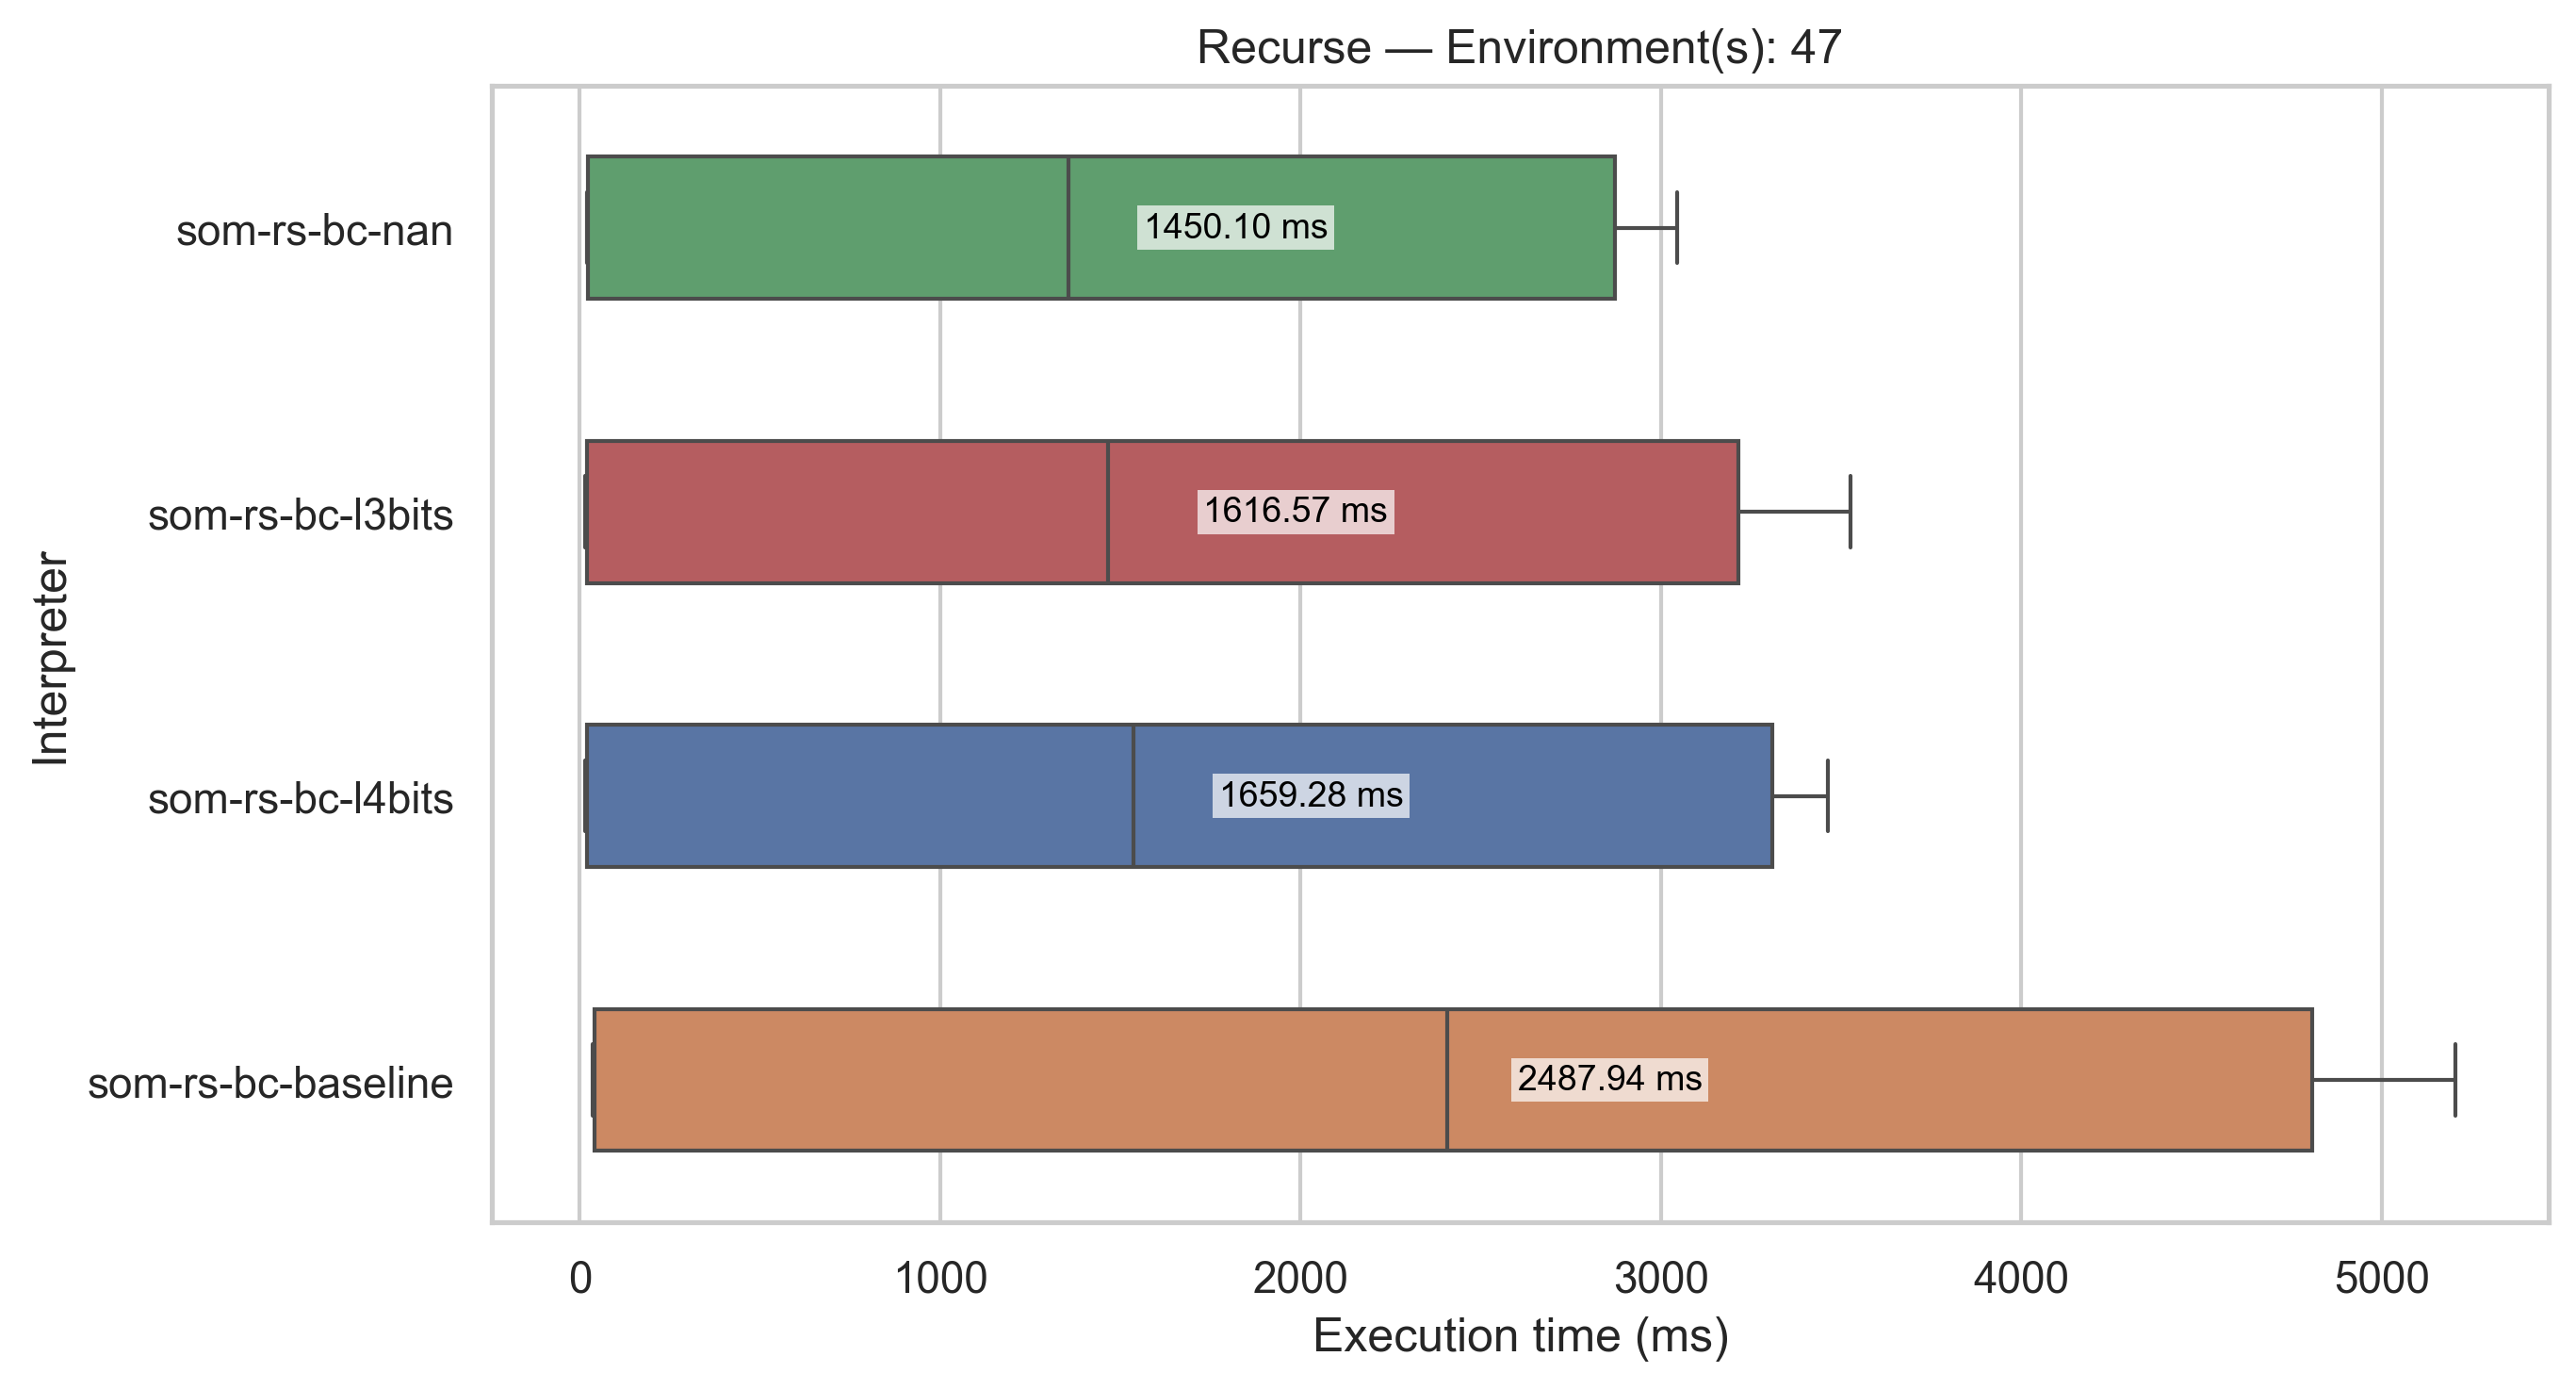 Recurse — Environment(s): 47
som-rs-bc-nan
1450.10 ms
som-rs-bc-l3bits
1616.57 ms
som-rs-bc-l4bits
1659.28 ms
som-rs-bc-baseline
2487.94 ms
Interpreter
0 1000 2000 3000 4000 5000
Execution time (ms)